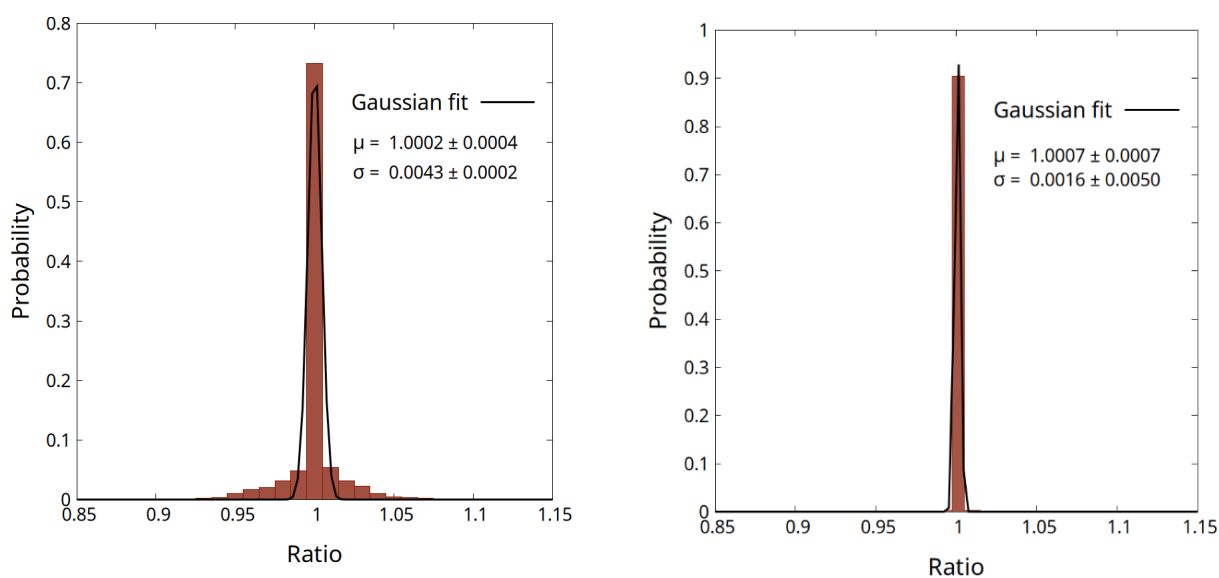 0.8
0.7
0.6
0.5
0.4
0.3
0.2
0.1
0
Probability
Gaussian fit
μ = 1.0002 ± 0.0004
σ = 0.0043 ± 0.0002
0.85 0.9 0.95 1 1.05 1.1 1.15
Ratio
1
0.9
0.8
0.7
0.6
0.5
0.4
0.3
0.2
0.1
0
Probability
Gaussian fit
μ = 1.0007 ± 0.0007
σ = 0.0016 ± 0.0050
0.85 0.9 0.95 1 1.05 1.1 1.15
Ratio